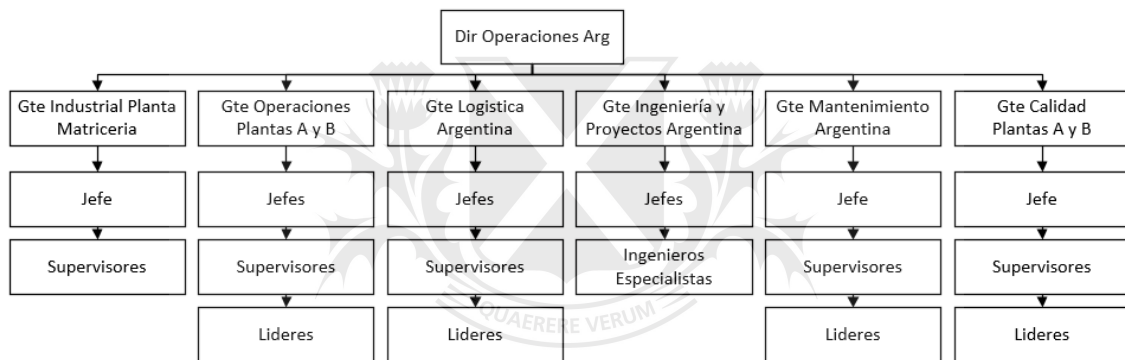 Dir Operaciones Arg
Gte Industrial Planta
Matriceria
Gte Operaciones
Plantas A y B
Gte Logistica
Argentina
Gte Ingeniería y
Proyectos Argentina
Gte Mantenimiento
Argentina
Gte Calidad
Plantas A y B
Jefe
Jefes
Jefes
Jefes
Jefe
Jefe
Supervisores
Supervisores
Supervisores
Ingenieros
Especialistas
Supervisores
Supervisores
Lideres
Lideres
Lideres
Lideres
QUAERERE VERUM